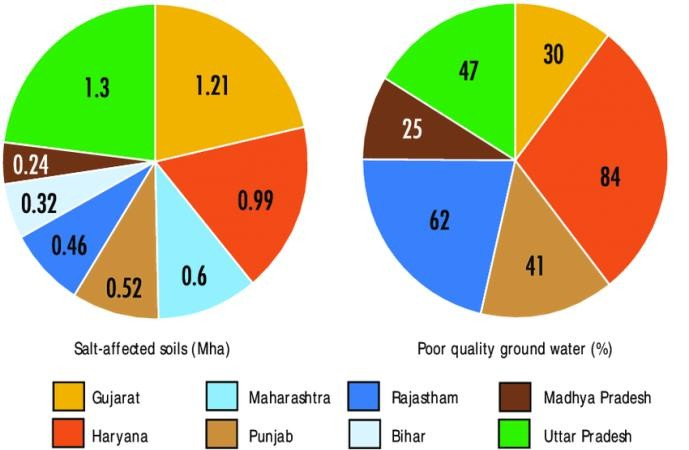 1.3
1.21
0.24
0.99
0.32
0.46
0.6
0.52
30
47
25
84
62
41
Salt-affected soils (Mha)
Poor quality ground water (%)
Gujarat
Maharashtra
Rajastham
Madhya Pradesh
Haryana
Punjab
Bihar
Uttar Pradesh